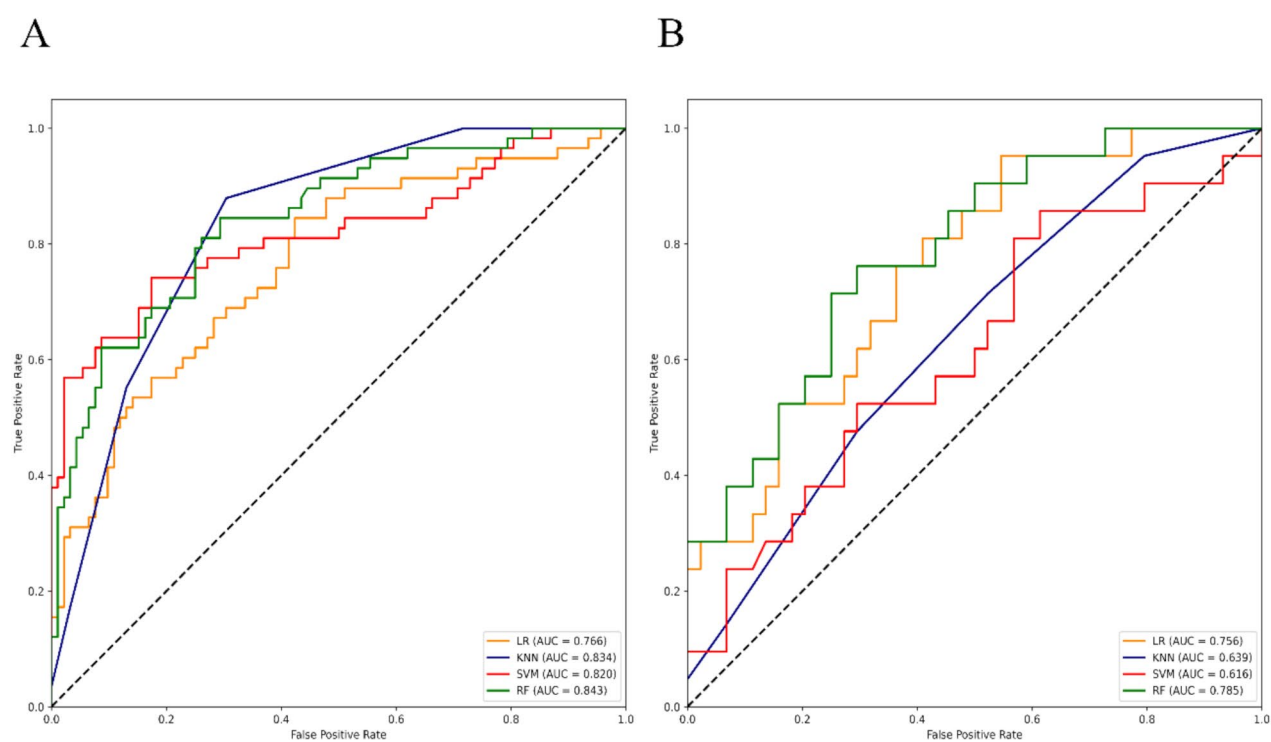 A
B
1.0
0.8
0.6
0.4
0.2
0.0
True Positive Rate
0.0 0.2 0.4 0.6 0.8 1.0
False Positive Rate
LR (AUC = 0.766)
KNN (AUC = 0.834)
SVM (AUC = 0.820)
RF (AUC = 0.843)
1.0
0.8
0.6
0.4
0.2
0.0
True Positive Rate
0.0 0.2 0.4 0.6 0.8 1.0
False Positive Rate
LR (AUC = 0.756)
KNN (AUC = 0.639)
SVM (AUC = 0.616)
RF (AUC = 0.785)